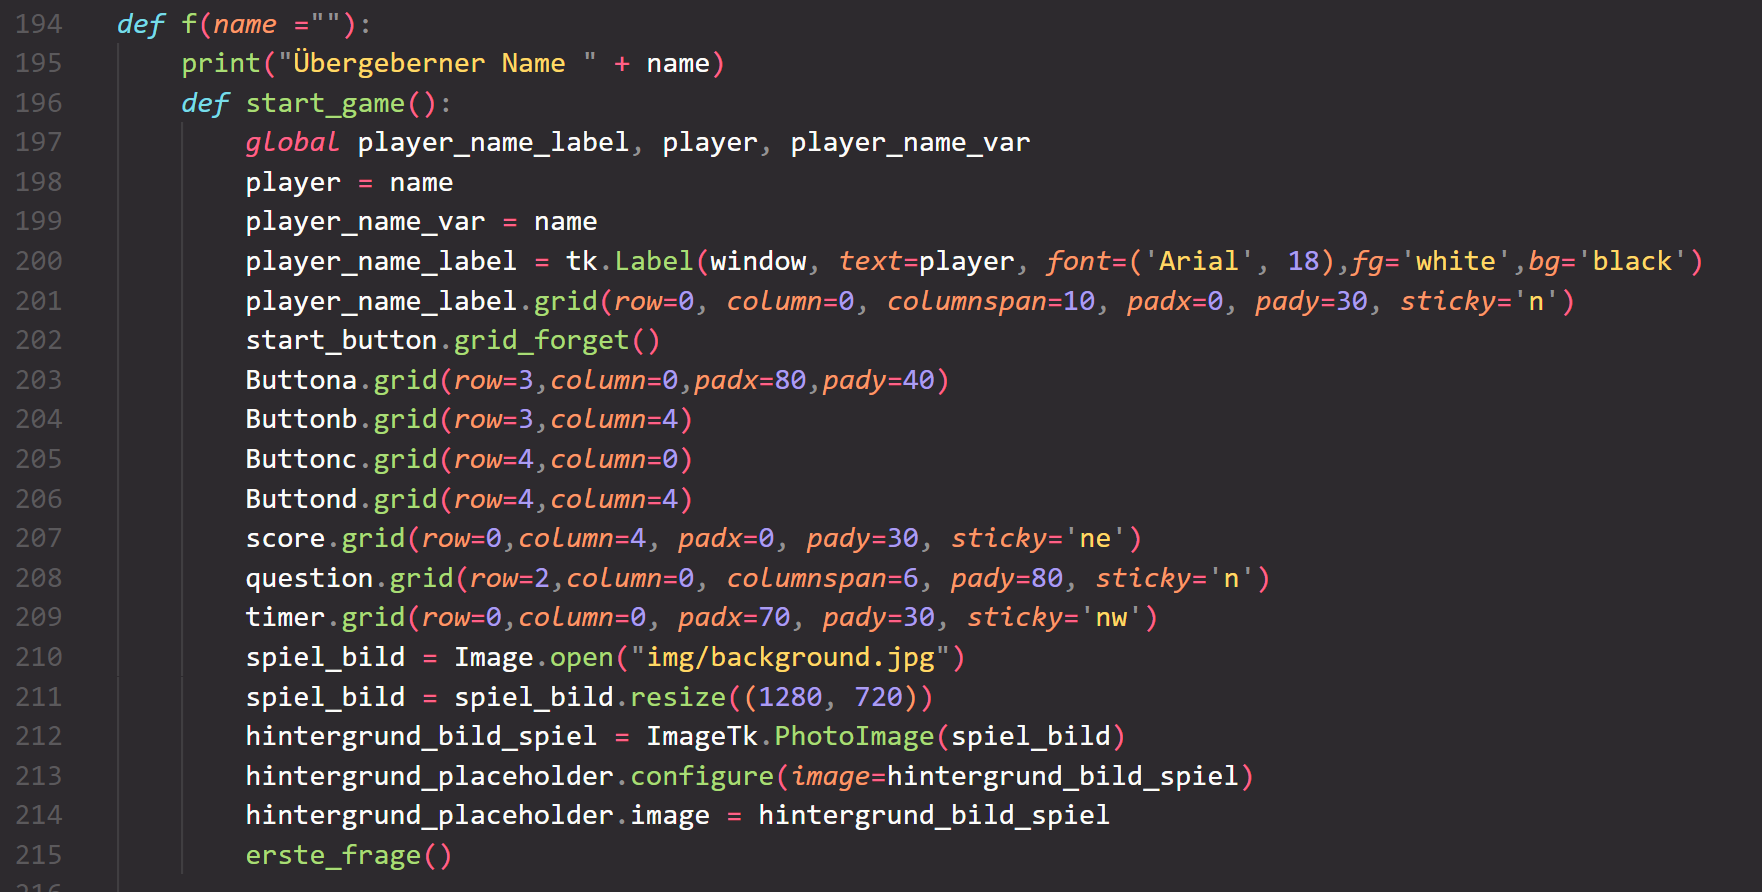 194 def f(name =""):
195 print("Übergeberner Name " + name)
196 def start_game():
197 global player_name_label, player, player_name_var
198 player = name
199 player_name_var = name
200 player_name_label = tk.Label(window, text=player, font=('Arial', 18),fg='white',bg='black')
201 player_name_label.grid(row=0, column=0, columnspan=10, padx=0, pady=30, sticky='n')
202 start_button.grid_forget()
203 Buttona.grid(row=3,column=0,padx=80,pady=40)
204 Buttonb.grid(row=3,column=4)
205 Buttonc.grid(row=4,column=0)
206 Buttond.grid(row=4,column=4)
207 score.grid(row=0,column=4, padx=0, pady=30, sticky='ne')
208 question.grid(row=2,column=0, columnspan=6, pady=80, sticky='n')
209 timer.grid(row=0,column=0, padx=70, pady=30, sticky='nw')
210 spiel_bild = Image.open("img/background.jpg")
211 spiel_bild = spiel_bild.resize((1280, 720))
212 hintergrund_bild_spiel = ImageTk.PhotoImage(spiel_bild)
213 hintergrund_placeholder.configure(image=hintergrund_bild_spiel)
214 hintergrund_placeholder.image = hintergrund_bild_spiel
215 erste_frage()